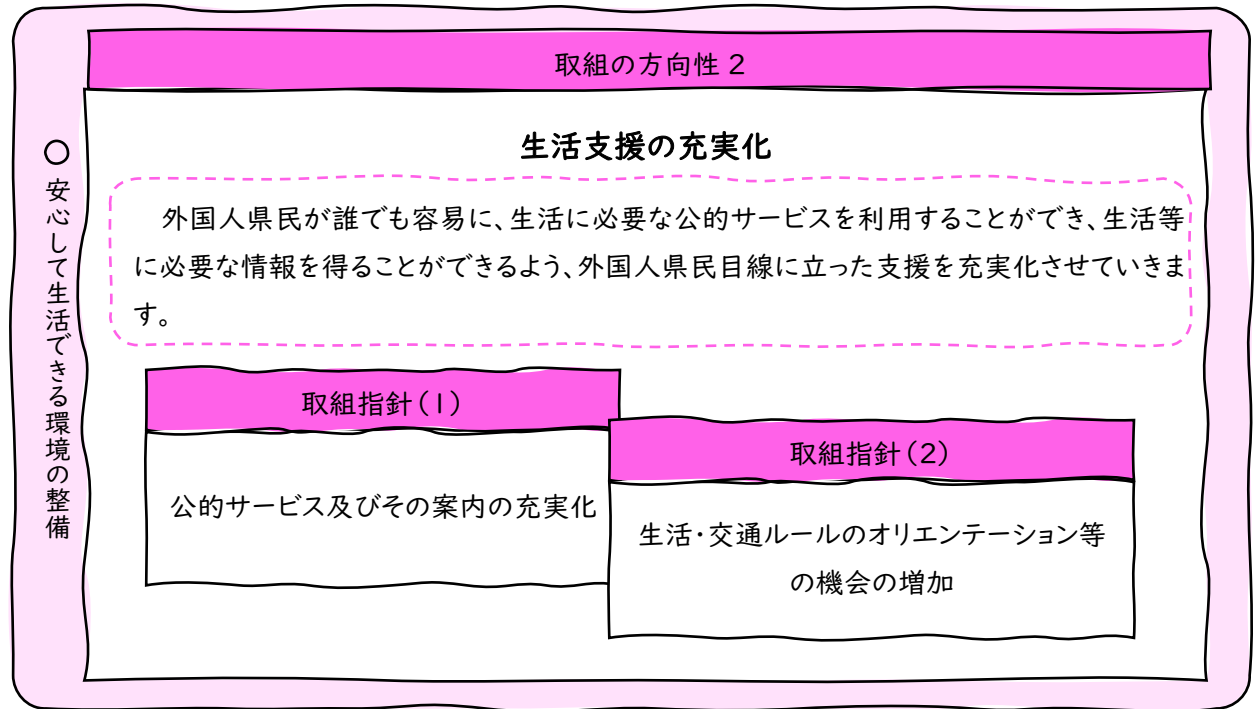 取組の方向性 2
○ 安心して生活できる環境の整備
生活支援の充実化
外国人県民が誰でも容易に、生活に必要な公的サービスを利用することができ、生活等
に必要な情報を得ることができるよう、外国人県民目線に立った支援を充実化させていきま
す。
取組指針(1)
公的サービス及びその案内の充実化
取組指針(2)
生活・交通ルールのオリエンテーション等
の機会の増加